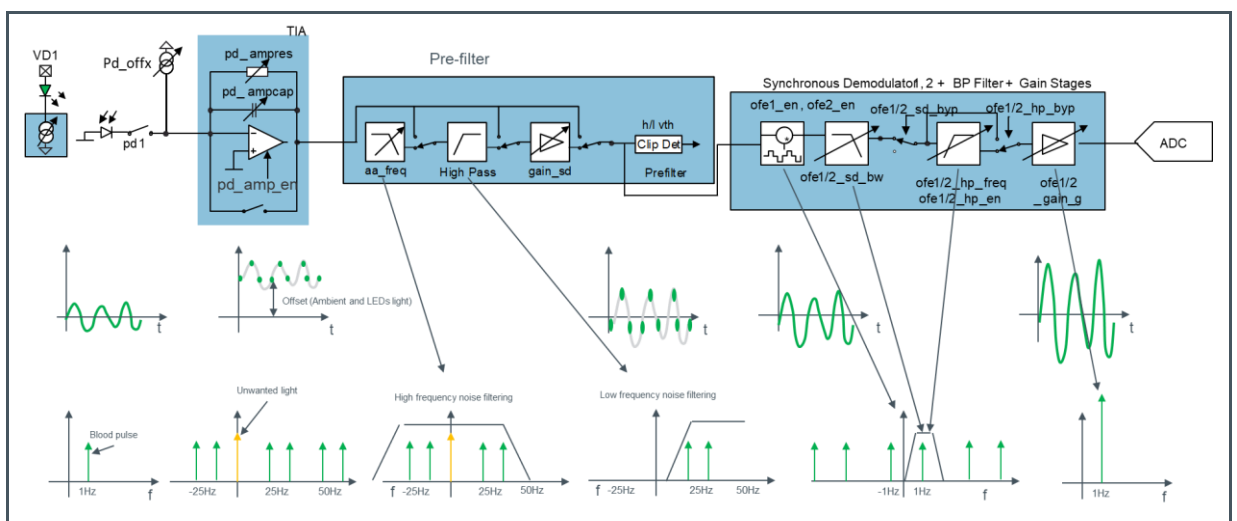 TIA
VD1
Pd_offx
pd_ampres
pd_ampcap
pd1
pd_amp_en
Pre-filter
h/l vth
Clip Det
aa_freq
High Pass
gain_sd
Prefilter
Synchronous Demodulator1, 2 + BP Filter + Gain Stages
ofe1_en, ofe2_en
ofe1/2_sd_byp
ofe1/2_hp_byp
ofe1/2_sd_bw
ofe1/2_hp_freq
ofe1/2_hp_en
ofe1/2
_gain_g
ADC
t
Offset (Ambient and LEDs light)
t
t
t
t
Blood pulse
1Hz
f
Unwanted light
-25Hz
25Hz
50Hz
High frequency noise filtering
f
-25Hz
25Hz
50Hz
f
Low frequency noise filtering
-25Hz
25Hz
50Hz
-1Hz
1Hz
f
1Hz
f